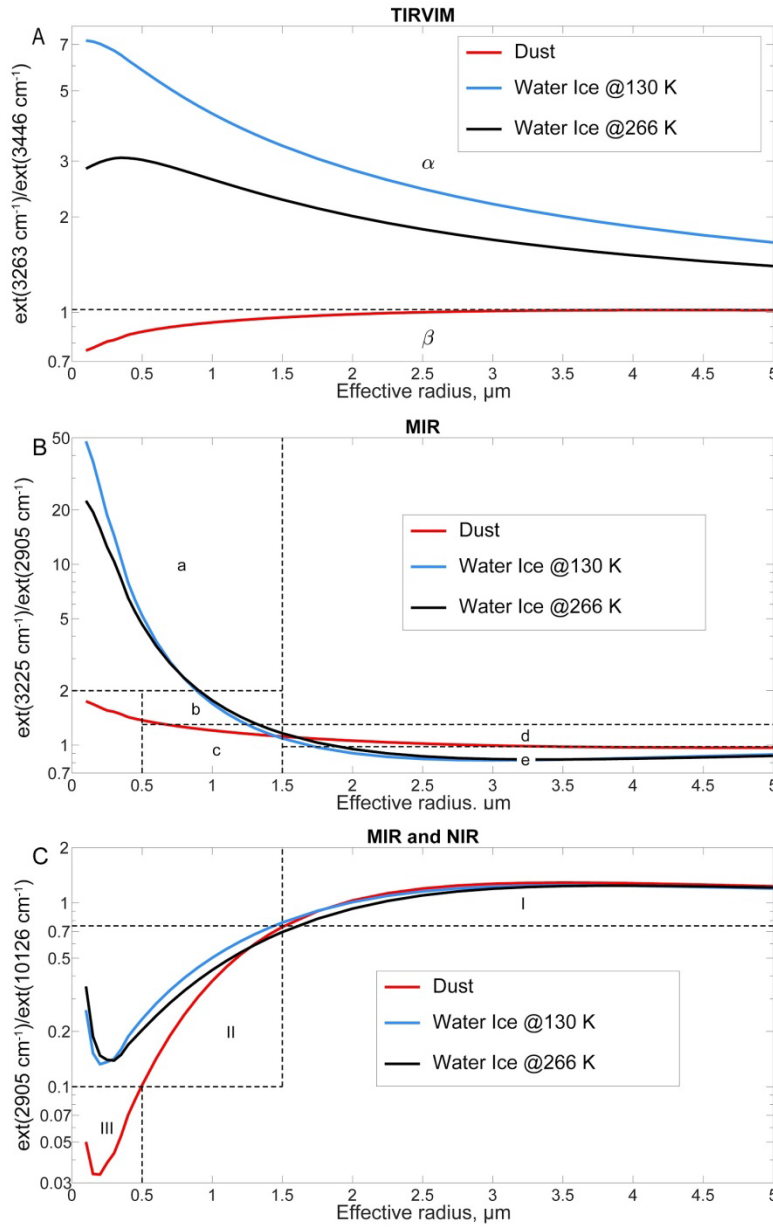 TIRVIM
A
7
5
3
2
1
0.7
ext(3263 cm⁻¹)/ext(3446 cm⁻¹)
Dust
Water Ice @130 K
Water Ice @266 K
α
β
0 0.5 1 1.5 2 2.5 3 3.5 4 4.5 5
Effective radius, µm
MIR
B
50
20
10
5
2
1
0.7
ext(3225 cm⁻¹)/ext(2905 cm⁻¹)
a
Dust
Water Ice @130 K
Water Ice @266 K
b
c
d
e
0 0.5 1 1.5 2 2.5 3 3.5 4 4.5 5
Effective radius. µm
MIR and NIR
C
2
1
0.7
0.5
0.2
0.1
0.07
0.05
0.03
ext(2905 cm⁻¹)/ext(10126 cm⁻¹)
I
II
III
Dust
Water Ice @130 K
Water Ice @266 K
0 0.5 1 1.5 2 2.5 3 3.5 4 4.5 5
Effective radius, µm